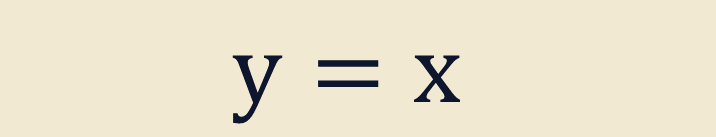 y = x